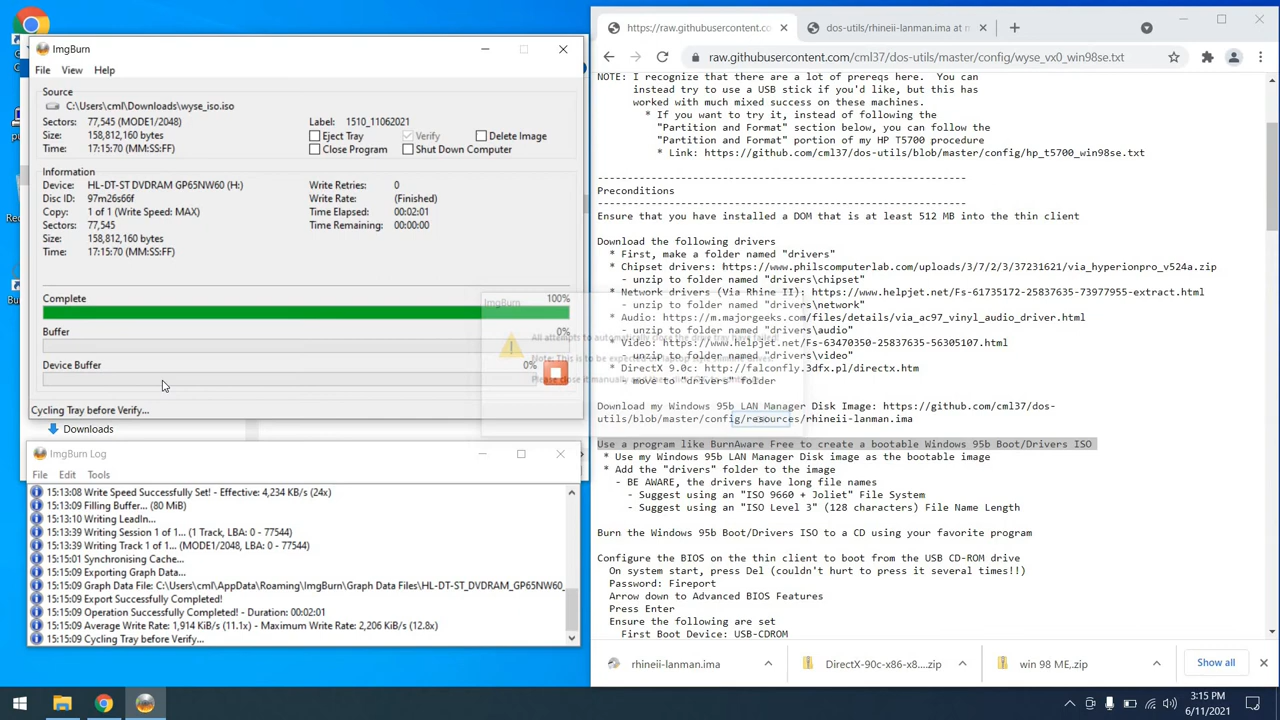 ImgBurn
File View Help
Source
C:\Users\cml\Downloads\wyse_iso.iso
Sectors: 77,545 (MODE1/2048)
Size: 158,812,160 bytes
Time: 17:15:70 (MM:SS:FF)
Label: 1510_11062021
Eject Tray Verify Delete Image
Close Program Shut Down Computer
Information
Device: HL-DT-ST DVDRAM GP65NW60 (H:)
Disc ID: 97m26s66f
Copy: 1 of 1 (Write Speed: MAX)
Sectors: 77,545
Size: 158,812,160 bytes
Time: 17:15:70 (MM:SS:FF)
Write Retries: 0
Write Rate: (Finished)
Time Elapsed: 00:02:01
Time Remaining: 00:00:00
Complete 100%
Buffer 0%
Device Buffer 0%
Cycling Tray before Verify...
ImgBurn
All attempts to automatically close the drive tray have failed!
Note: This is to be expected
Please close it manually
Downloads
ImgBurn Log
File Edit Tools
15:13:08 Write Speed Successfully Set! - Effective: 4,234 KB/s (24x)
15:13:08 Filling Buffer... (80 MiB)
15:13:10 Writing LeadIn...
15:13:39 Writing Session 1 of 1... (1 Track, LBA: 0 - 77544)
15:13:39 Writing Track 1 of 1... (MODE1/2048, LBA: 0 - 77544)
15:15:01 Synchronising Cache...
15:15:09 Exporting Graph Data...
15:15:09 Graph Data File: C:\Users\cml\AppData\Roaming\ImgBurn\Graph Data Files\HL-DT-ST_DVDRAM_GP65NW60_
15:15:09 Export Successfully Completed!
15:15:09 Operation Successfully Completed! - Duration: 00:02:01
15:15:09 Average Write Rate: 1,914 KiB/s (11.1x) - Maximum Write Rate: 2,206 KiB/s (12.8x)
15:15:09 Cycling Tray before Verify...
https://raw.githubusercontent.c
dos-utils/rhineii-lanman.ima at m
raw.githubusercontent.com/cml37/dos-utils/master/config/wyse_vx0_win98se.txt
NOTE: I recognize that there are a lot of prereqs here. You can
instead try to use a USB stick if you'd like, but this has
worked with much mixed success on these machines.
* If you want to try it, instead of following the
"Partition and Format" section below, you can follow the
"Partition and Format" portion of my HP T5700 procedure
* Link: https://github.com/cml37/dos-utils/blob/master/config/hp_t5700_win98se.txt
------------------------------------------------------------------
Preconditions
------------------------------------------------------------------
Ensure that you have installed a DOM that is at least 512 MB into the thin client
Download the following drivers
* First, make a folder named "drivers"
* Chipset drivers: https://www.philscomputerlab.com/uploads/3/7/2/3/37231621/via_hyperionpro_v524a.zip
- unzip to folder named "drivers\chipset"
* Network drivers (Via Rhine II): https://www.helpjet.net/Fs-61735172-25837635-73977955-extract.html
- unzip to folder named "drivers\network"
* Audio: https://m.majorgeeks.com/files/details/via_ac97_vinyl_audio_driver.html
- unzip to folder named "drivers\audio"
* Video: https://www.helpjet.net/Fs-63470350-25837635-56305107.html
- unzip to folder named "drivers\video"
* DirectX 9.0c: http://falconfly.3dfx.pl/directx.htm
- move to "drivers" folder
Download my Windows 95b LAN Manager Disk Image: https://github.com/cml37/dos-
utils/blob/master/config/resources/rhineii-lanman.ima
Use a program like BurnAware Free to create a bootable Windows 95b Boot/Drivers ISO
* Use my Windows 95b LAN Manager Disk image as the bootable image
* Add the "drivers" folder to the image
- BE AWARE, the drivers have long file names
- Suggest using an "ISO 9660 + Joliet" File System
- Suggest using an "ISO Level 3" (128 characters) File Name Length
Burn the Windows 95b Boot/Drivers ISO to a CD using your favorite program
Configure the BIOS on the thin client to boot from the USB CD-ROM drive
On system start, press Del (couldn't hurt to press it several times!!)
Password: Fireport
Arrow down to Advanced BIOS Features
Press Enter
Ensure the following are set
First Boot Device: USB-CDROM
rhineii-lanman.ima
DirectX-90c-x86-x8....zip
win 98 ME,.zip
Show all
3:15 PM
6/11/2021